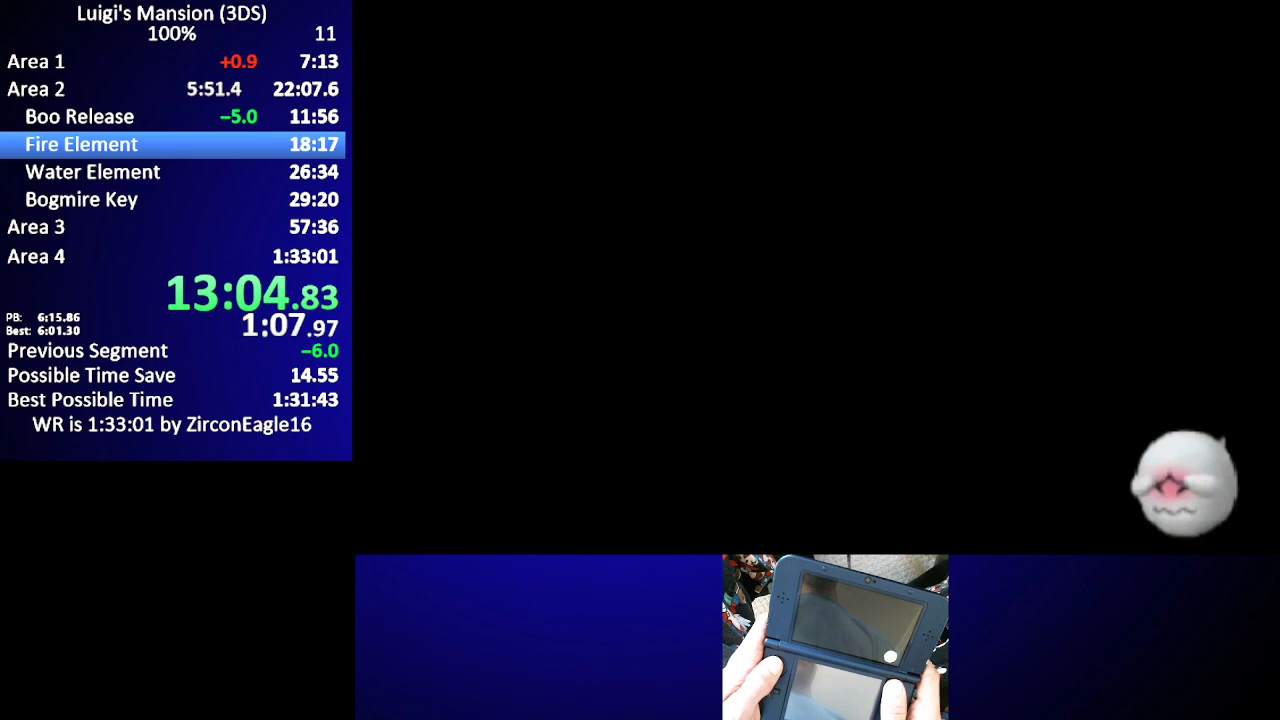 Luigi's Mansion (3DS)
100% 11
Area 1 +0.9 7:13
Area 2 5:51.4 22:07.6
Boo Release −5.0 11:56
Fire Element 18:17
Water Element 26:34
Bogmire Key 29:20
Area 3 57:36
Area 4 1:33:01
13:04.83
PB: 6:15.86
Best: 6:01.30
1:07.97
Previous Segment −6.0
Possible Time Save 14.55
Best Possible Time 1:31:43
WR is 1:33:01 by ZirconEagle16